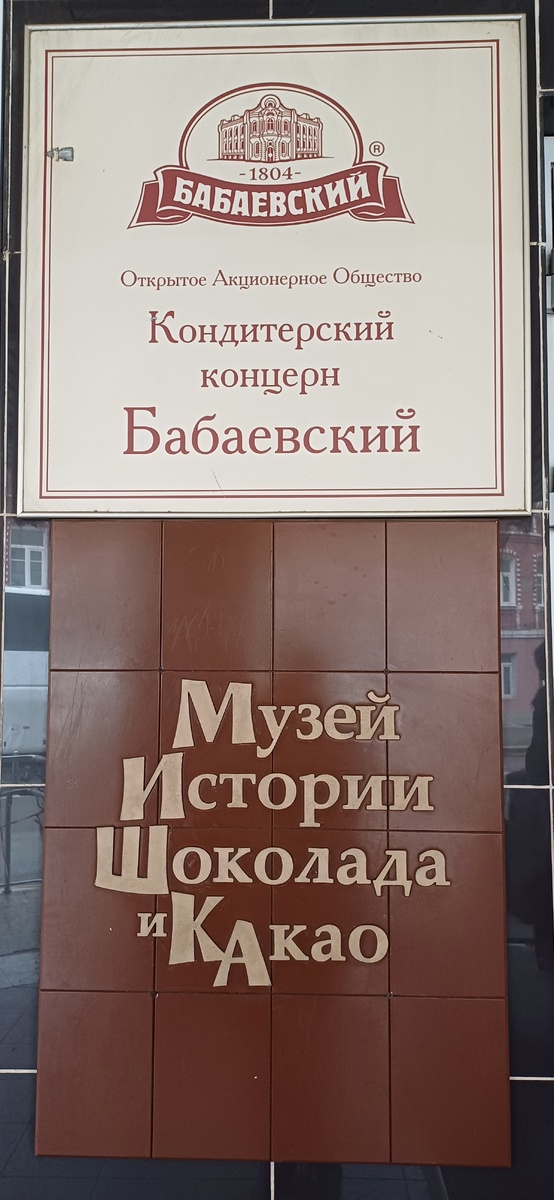 ®
-1804-
БАБАЕВСКИЙ
Открытое Акционерное Общество
Кондитерский
концерн
Бабаевский
Музей
Истории
Шоколада
и КАкао